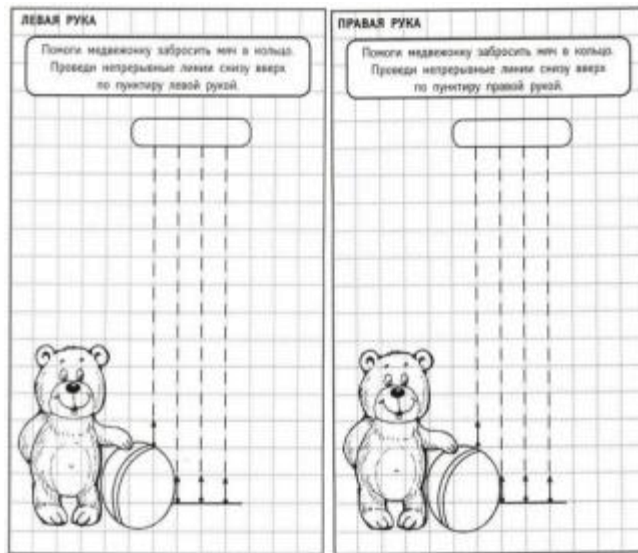 ЛЕВАЯ РУКА
Помоги медвежонку забросить мяч в кольцо.
Проведи непрерывные линии снизу вверх
по пунктиру левой рукой.
ПРАВАЯ РУКА
Помоги медвежонку забросить мяч в кольцо.
Проведи непрерывные линии снизу вверх
по пунктиру правой рукой.